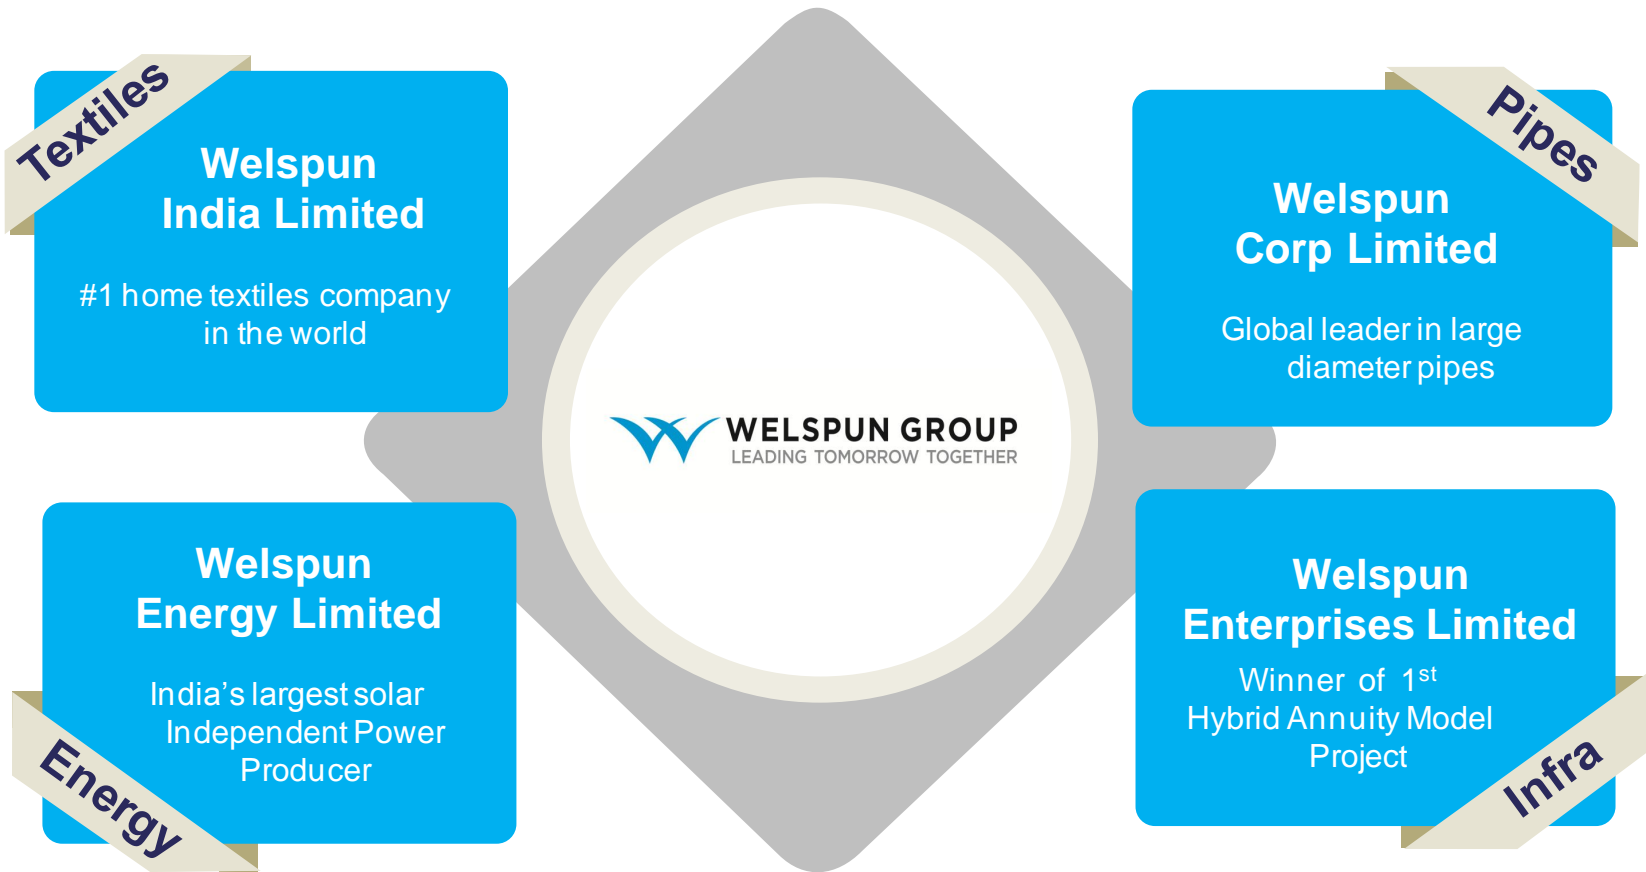 Textiles
Welspun
India Limited
#1 home textiles company
in the world
Pipes
Welspun
Corp Limited
Global leader in large
diameter pipes
WELSPUN GROUP
LEADING TOMORROW TOGETHER
Welspun
Energy Limited
India’s largest solar
Independent Power
Producer
Energy
Welspun
Enterprises Limited
Winner of 1st
Hybrid Annuity Model
Project
Infra